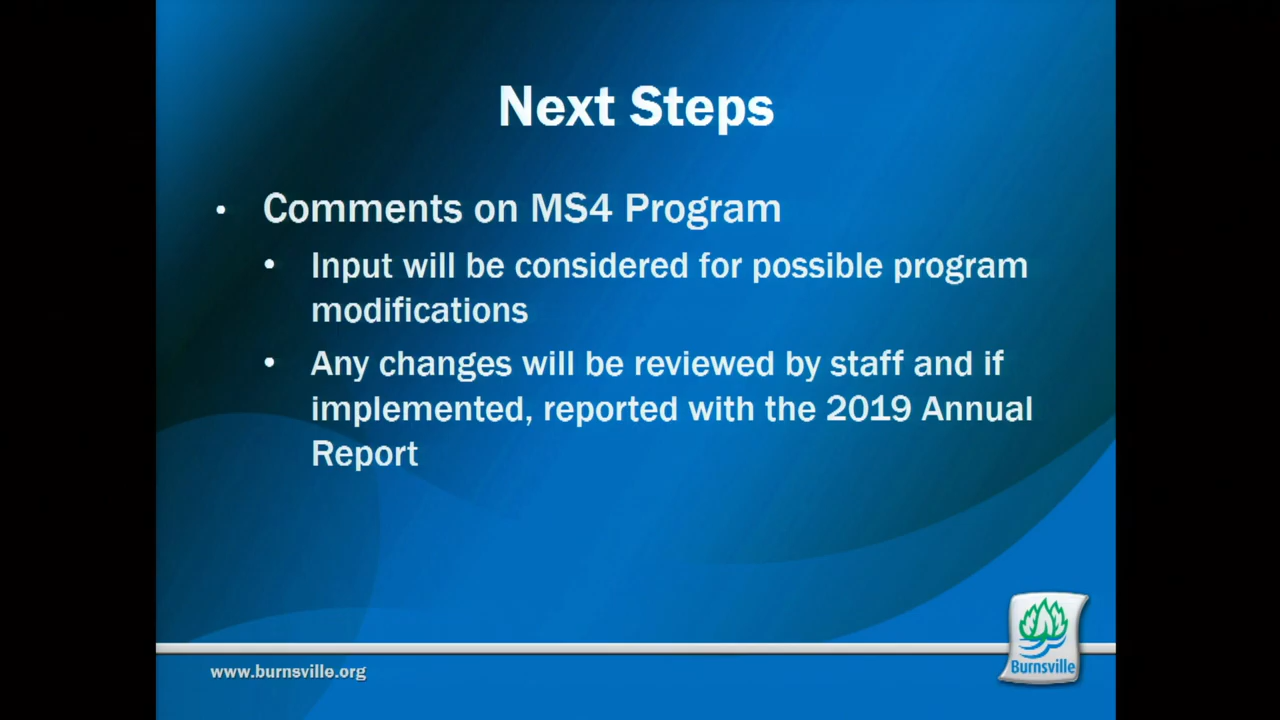 Next Steps
• Comments on MS4 Program
• Input will be considered for possible program
modifications
• Any changes will be reviewed by staff and if
implemented, reported with the 2019 Annual
Report
www.burnsville.org
Burnsville